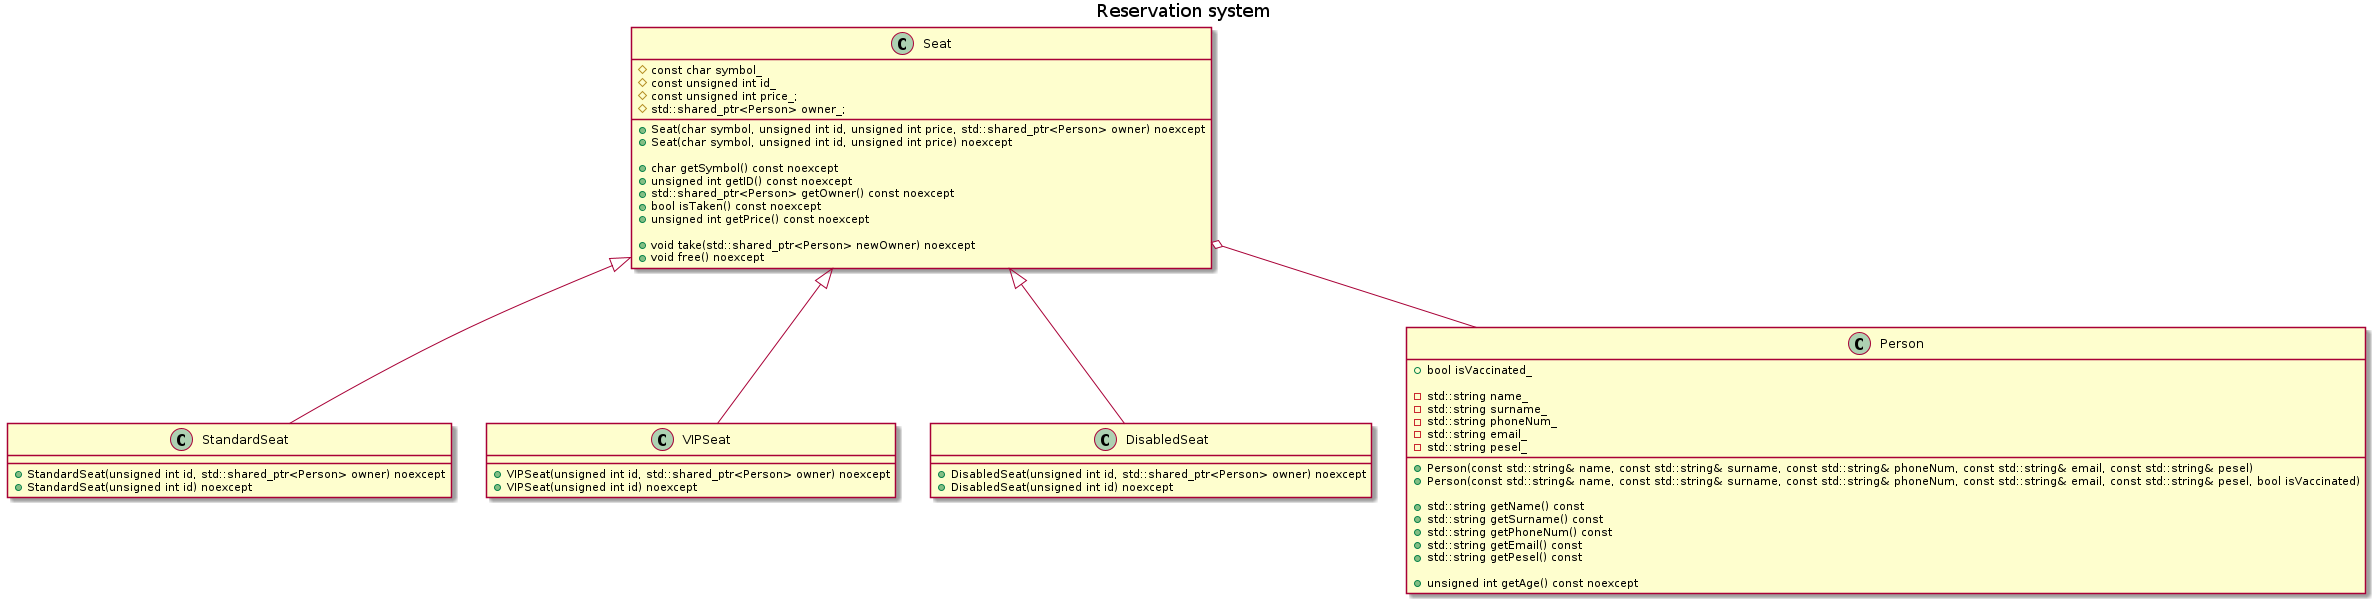 Reservation system
C Seat
const char symbol_
const unsigned int id_
const unsigned int price_;
std::shared_ptr<Person> owner_;
Seat(char symbol, unsigned int id, unsigned int price, std::shared_ptr<Person> owner) noexcept
Seat(char symbol, unsigned int id, unsigned int price) noexcept
char getSymbol() const noexcept
unsigned int getID() const noexcept
std::shared_ptr<Person> getOwner() const noexcept
bool isTaken() const noexcept
unsigned int getPrice() const noexcept
void take(std::shared_ptr<Person> newOwner) noexcept
void free() noexcept
C StandardSeat
StandardSeat(unsigned int id, std::shared_ptr<Person> owner) noexcept
StandardSeat(unsigned int id) noexcept
C VIPSeat
VIPSeat(unsigned int id, std::shared_ptr<Person> owner) noexcept
VIPSeat(unsigned int id) noexcept
C DisabledSeat
DisabledSeat(unsigned int id, std::shared_ptr<Person> owner) noexcept
DisabledSeat(unsigned int id) noexcept
C Person
bool isVaccinated_
std::string name_
std::string surname_
std::string phoneNum_
std::string email_
std::string pesel_
Person(const std::string& name, const std::string& surname, const std::string& phoneNum, const std::string& email, const std::string& pesel)
Person(const std::string& name, const std::string& surname, const std::string& phoneNum, const std::string& email, const std::string& pesel, bool isVaccinated)
std::string getName() const
std::string getSurname() const
std::string getPhoneNum() const
std::string getEmail() const
std::string getPesel() const
unsigned int getAge() const noexcept